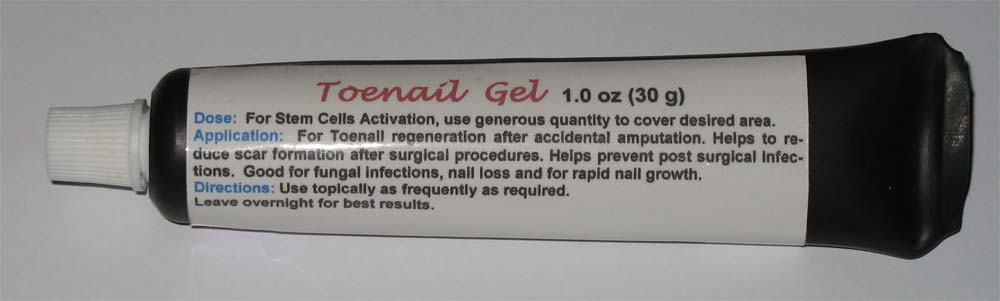 Toenail Gel 1.0 oz (30 g)
Dose: For Stem Cells Activation, use generous quantity to cover desired area.
Application: For Toenail regeneration after accidental amputation. Helps to re-
duce scar formation after surgical procedures. Helps prevent post surgical infec-
tions. Good for fungal infections, nail loss and for rapid nail growth.
Directions: Use topically as frequently as required.
Leave overnight for best results.